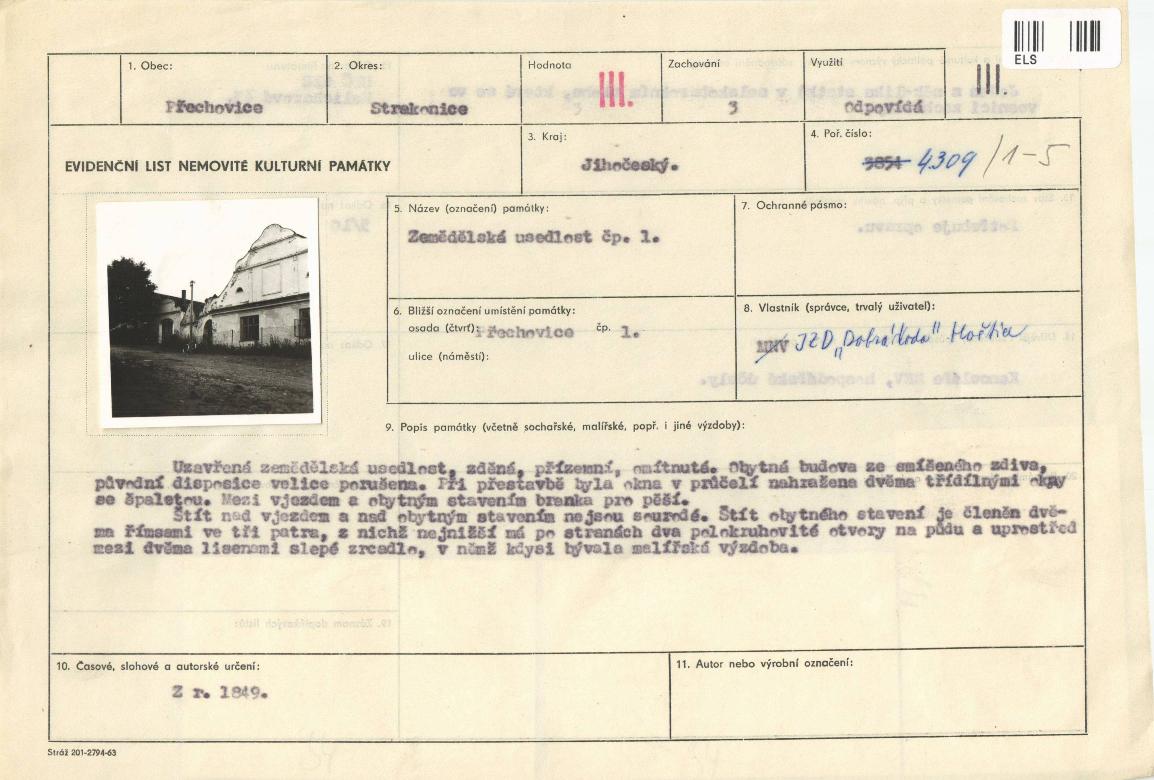 ELS
1. Obec: Přechovice
2. Okres: Strakonice
Hodnota 3 III.
Zachování 3
Využití Odpovídá
III.
EVIDENČNÍ LIST NEMOVITÉ KULTURNÍ PAMÁTKY
3. Kraj: Jihočeský.
4. Poř. číslo: 3854 4309/1-5
5. Název (označení) památky:
Zemědělská usedlost čp. 1.
7. Ochranné pásmo:
6. Bližší označení umístění památky:
osada (čtvrť): Přechovice čp. 1.
ulice (náměstí):
8. Vlastník (správce, trvalý uživatel):
MNV JZD „Dobrá Voda"
9. Popis památky (včetně sochařské, malířské, popř. i jiné výzdoby):
Uzavřená zemědělská usedlost, zděná, přízemní, omítnutá. Obytná budova ze smíšeného zdiva,
původní disposice velice porušena. Při přestavbě byla okna v průčelí nahražena dvěma třídílnými okny
se špaletou. Mezi vjezdem a obytným stavením branka pro pěší.
Štít nad vjezdem a nad obytným stavením nejsou sourodé. Štít obytného stavení je členěn dvě-
ma římsami ve tři patra, z nichž nejnižší má po stranách dva polokruhovité otvory na půdu a uprostřed
mezi dvěma lisenami slepé zrcadlo, v němž kdysi bývala malířská výzdoba.
10. Časové, slohové a autorské určení:
Z r. 1849.
11. Autor nebo výrobní označení:
Stráž 201-2794-63